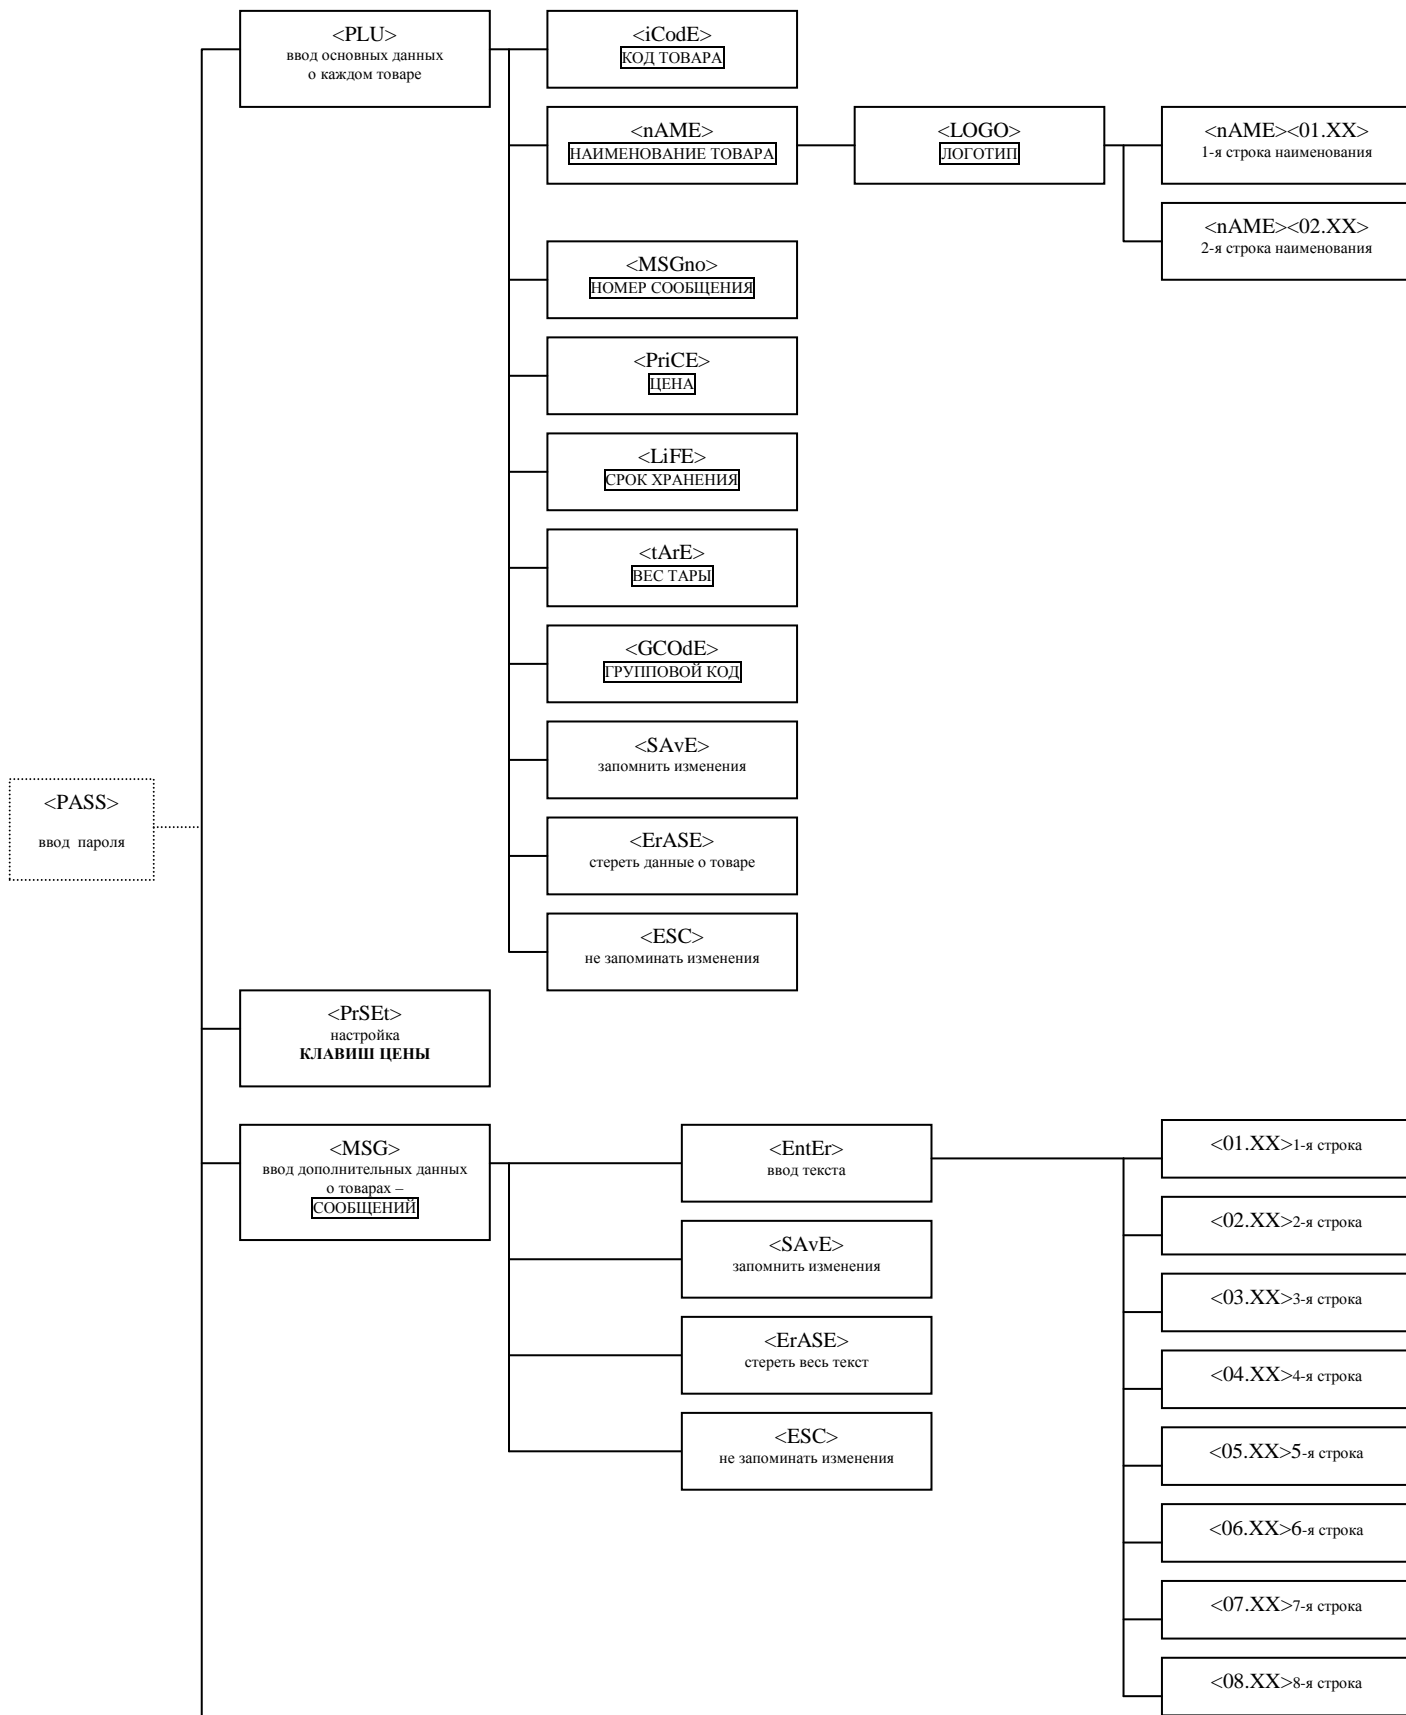 <PLU>
ввод основных данных
о каждом товаре
<iCodE>
КОД ТОВАРА
<nAME>
НАИМЕНОВАНИЕ ТОВАРА
<LOGO>
ЛОГОТИП
<nAME><01.XX>
1-я строка наименования
<nAME><02.XX>
2-я строка наименования
<MSGno>
НОМЕР СООБЩЕНИЯ
<PriCE>
ЦЕНА
<LiFE>
СРОК ХРАНЕНИЯ
<tArE>
ВЕС ТАРЫ
<GCOdE>
ГРУППОВОЙ КОД
<SAvE>
запомнить изменения
<PASS>
ввод пароля
<ErASE>
стереть данные о товаре
<ESC>
не запоминать изменения
<PrSEt>
настройка
КЛАВИШ ЦЕНЫ
<MSG>
ввод дополнительных данных
о товарах –
СООБЩЕНИЙ
<EntEr>
ввод текста
<SAvE>
запомнить изменения
<ErASE>
стереть весь текст
<ESC>
не запоминать изменения
<01.XX>1-я строка
<02.XX>2-я строка
<03.XX>3-я строка
<04.XX>4-я строка
<05.XX>5-я строка
<06.XX>6-я строка
<07.XX>7-я строка
<08.XX>8-я строка